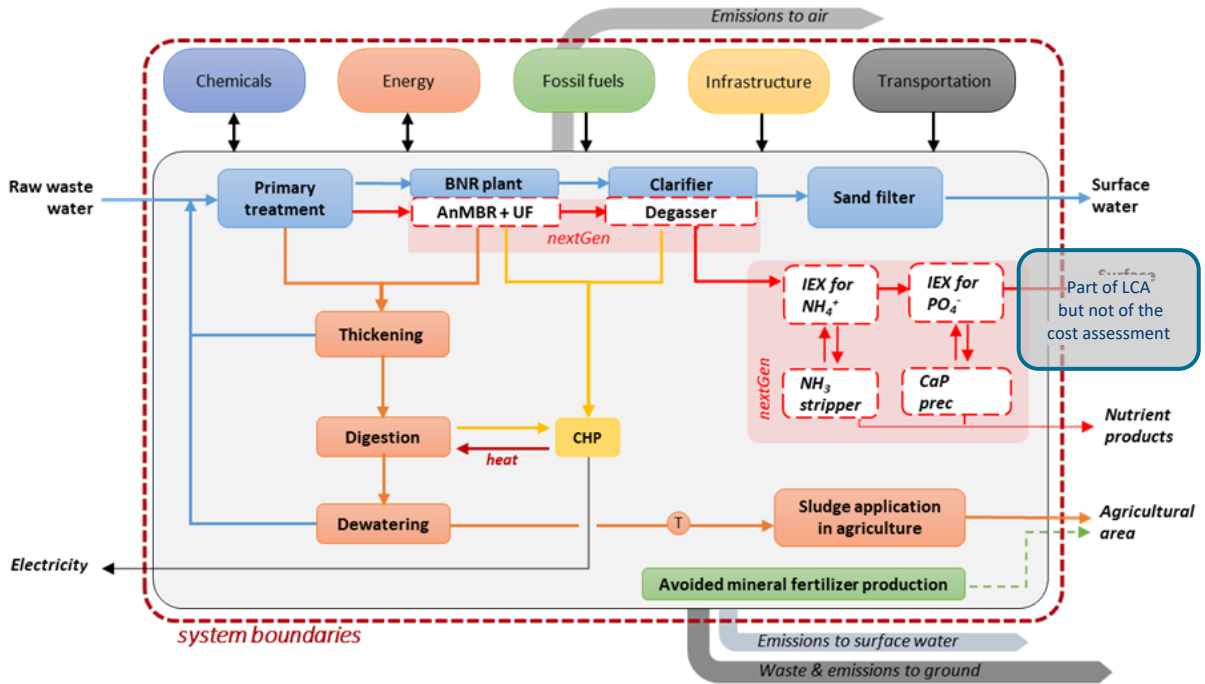 Emissions to air
Chemicals
Energy
Fossil fuels
Infrastructure
Transportation
Raw waste
water
Primary
treatment
BNR plant
AnMBR + UF
Clarifier
Degasser
nextGen
Sand filter
Surface
water
IEX for
NH₄⁺
IEX for
PO₄⁻
Surface
Part of LCA
but not of the
cost assessment
Thickening
nextGen
NH₃
stripper
CaP
prec
Nutrient
products
Digestion
heat
CHP
Dewatering
T
Sludge application
in agriculture
Agricultural
area
Electricity
Avoided mineral fertilizer production
system boundaries
Emissions to surface water
Waste & emissions to ground